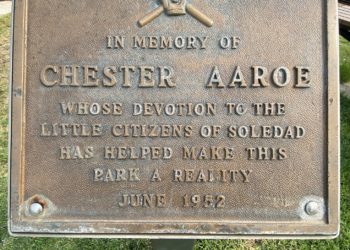 IN MEMORY OF
CHESTER AAROE
WHOSE DEVOTION TO THE
LITTLE CITIZENS OF SOLEDAD
HAS HELPED MAKE THIS
PARK A REALITY
JUNE 1952